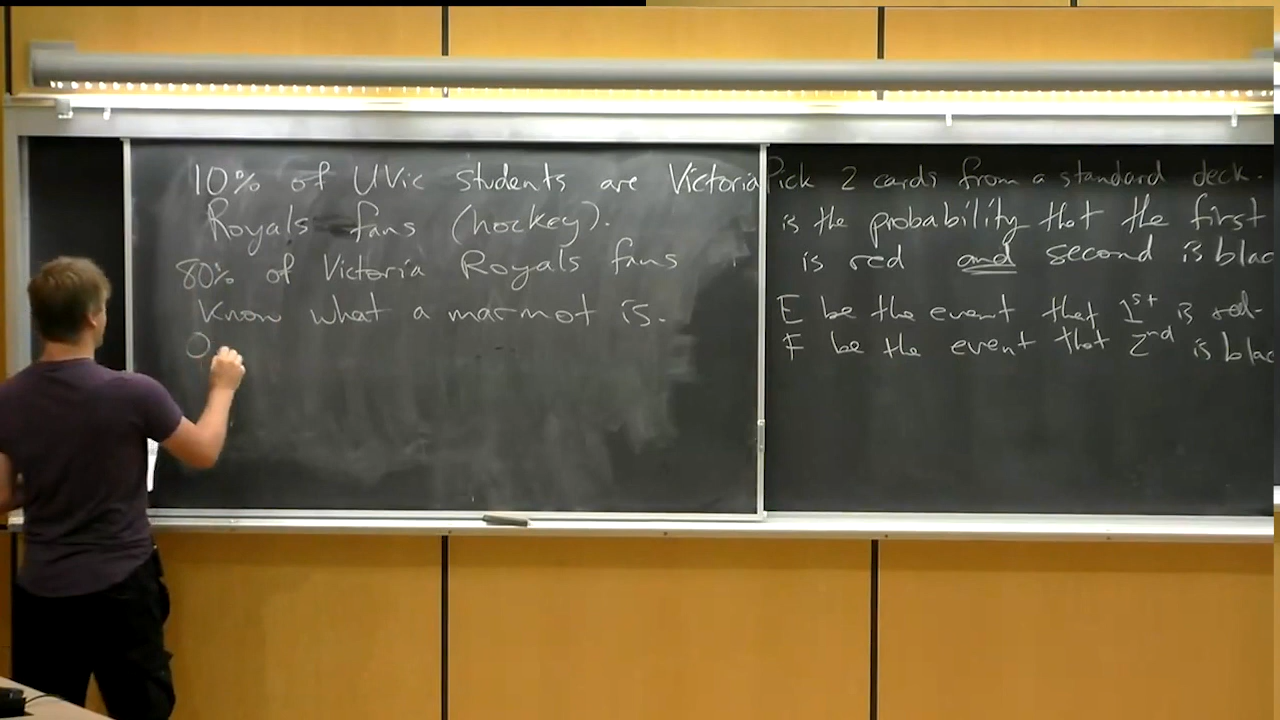 10% of UVic students are Victoria
Royals fans (hockey).
80% of Victoria Royals fans
know what a marmot is.
O
Pick 2 cards from a standard deck.
is the probability that the first
is red and second is blac
E be the event that 1st is red.
F be the event that 2nd is blac